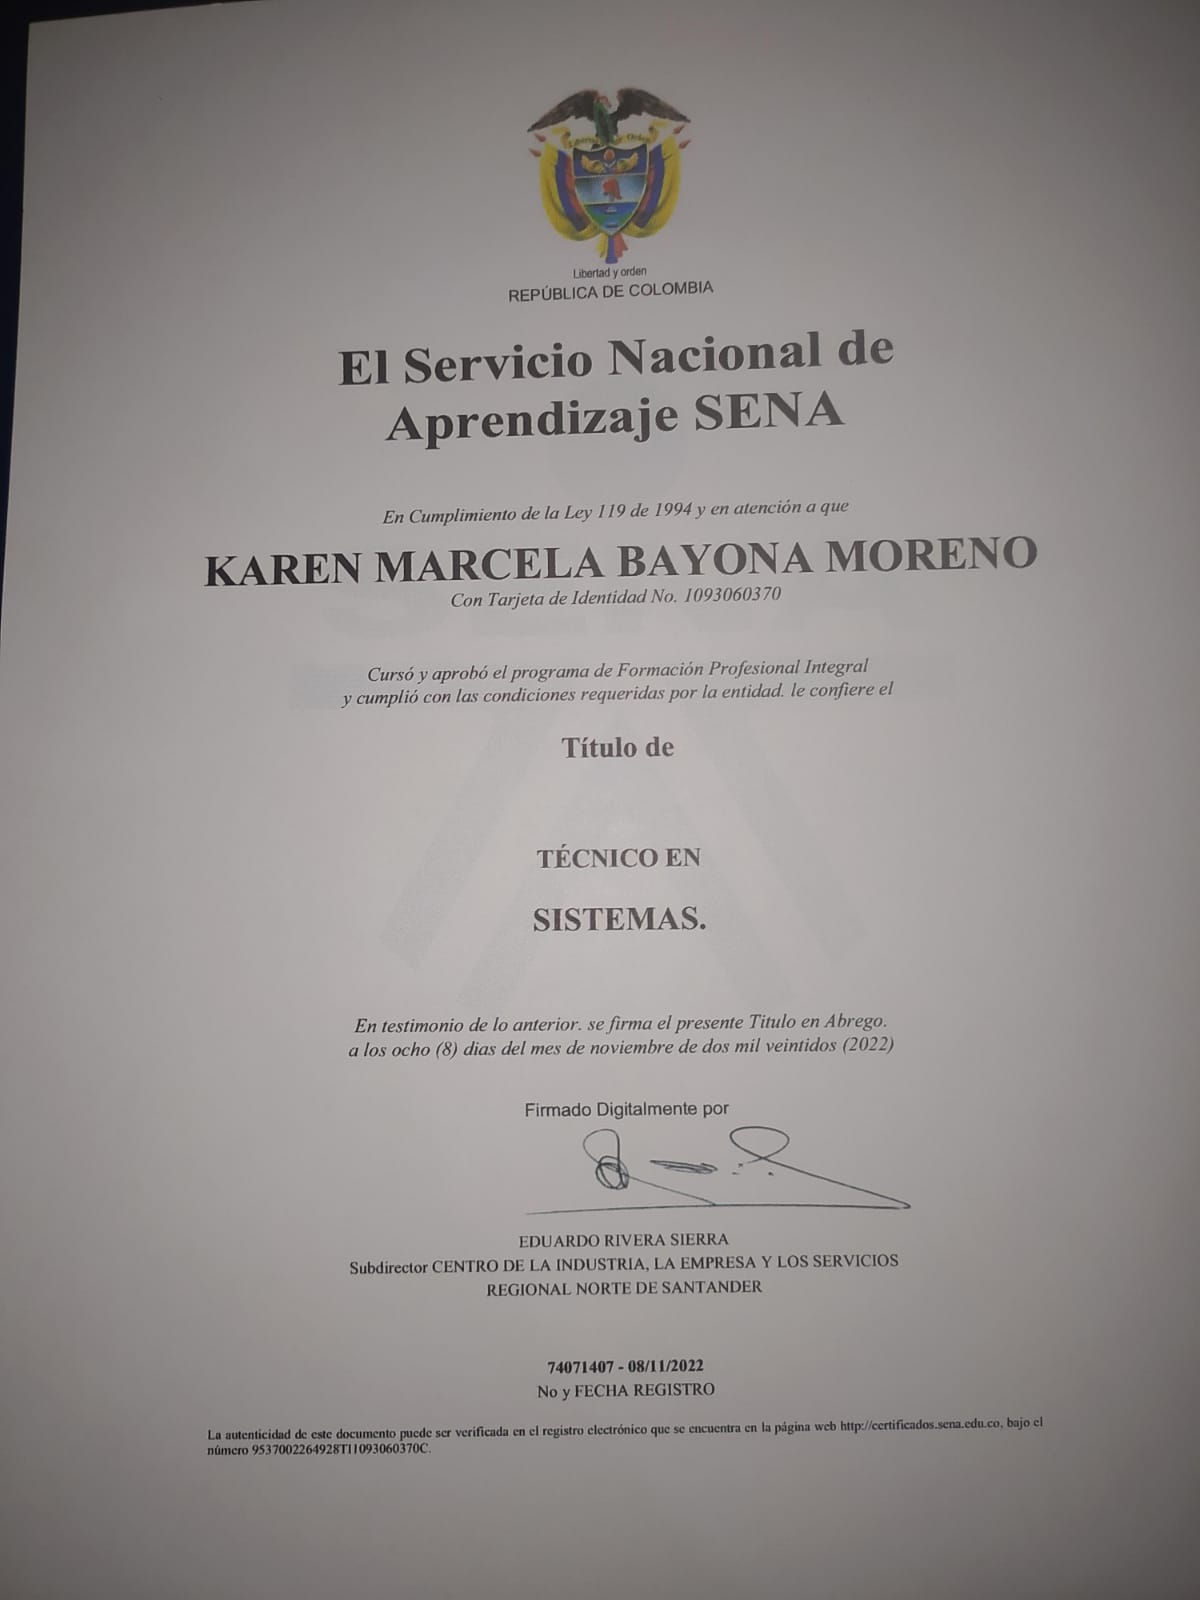 Libertad y orden
REPÚBLICA DE COLOMBIA
El Servicio Nacional de
Aprendizaje SENA
En Cumplimiento de la Ley 119 de 1994 y en atención a que
KAREN MARCELA BAYONA MORENO
Con Tarjeta de Identidad No. 1093060370
Cursó y aprobó el programa de Formación Profesional Integral
y cumplió con las condiciones requeridas por la entidad. le confiere el
Título de
TÉCNICO EN
SISTEMAS.
En testimonio de lo anterior. se firma el presente Titulo en Abrego.
a los ocho (8) dias del mes de noviembre de dos mil veintidos (2022)
Firmado Digitalmente por
EDUARDO RIVERA SIERRA
Subdirector CENTRO DE LA INDUSTRIA, LA EMPRESA Y LOS SERVICIOS
REGIONAL NORTE DE SANTANDER
74071407 - 08/11/2022
No y FECHA REGISTRO
La autenticidad de este documento puede ser verificada en el registro electrónico que se encuentra en la página web http://certificados.sena.edu.co, bajo el
número 9537002264928TI1093060370C.